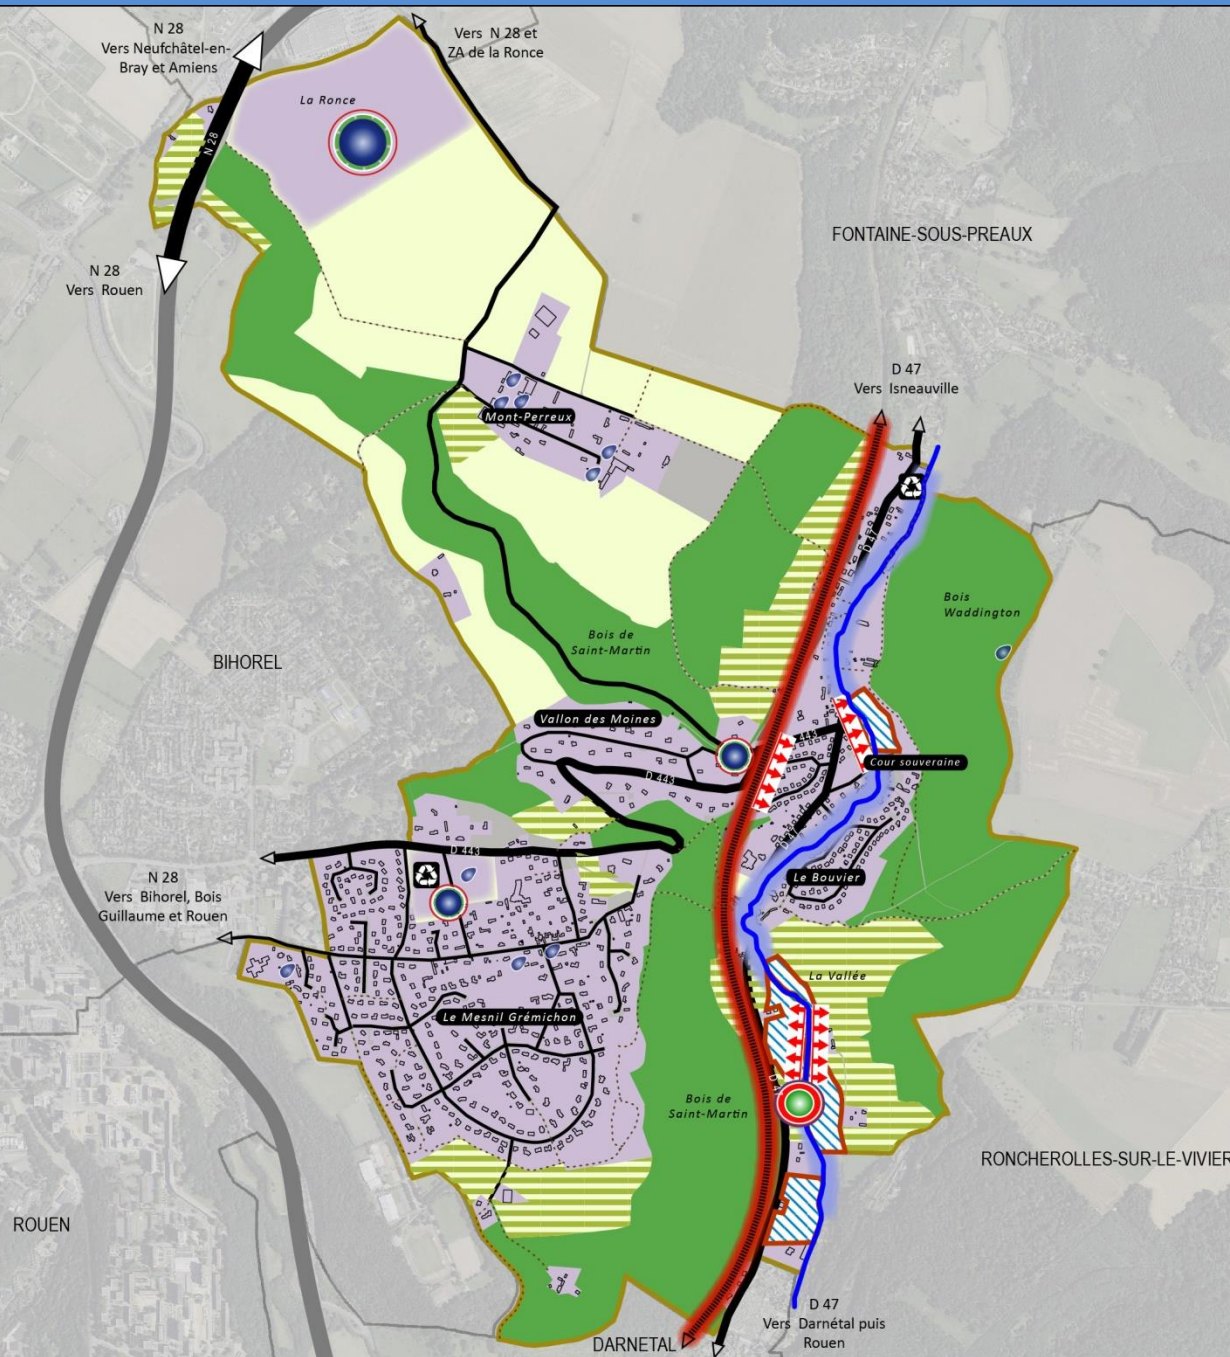 N 28
Vers Neufchâtel-en-
Bray et Amiens
Vers N 28 et
ZA de la Ronce
La Ronce
N 28
FONTAINE-SOUS-PREAUX
N 28
Vers Rouen
D 47
Vers Isneauville
Mont-Perreux
D 47
Bois
Waddington
Bois de
Saint-Martin
BIHOREL
Vallon des Moines
443
Cour souveraine
D 443
D 47
D 443
Le Bouvier
N 28
Vers Bihorel, Bois
Guillaume et Rouen
La Vallée
Le Mesnil Grémichon
Bois de
Saint-Martin
RONCHEROLLES-SUR-LE-VIVIER
ROUEN
D 47
Vers Darnétal puis
Rouen
DARNETAL